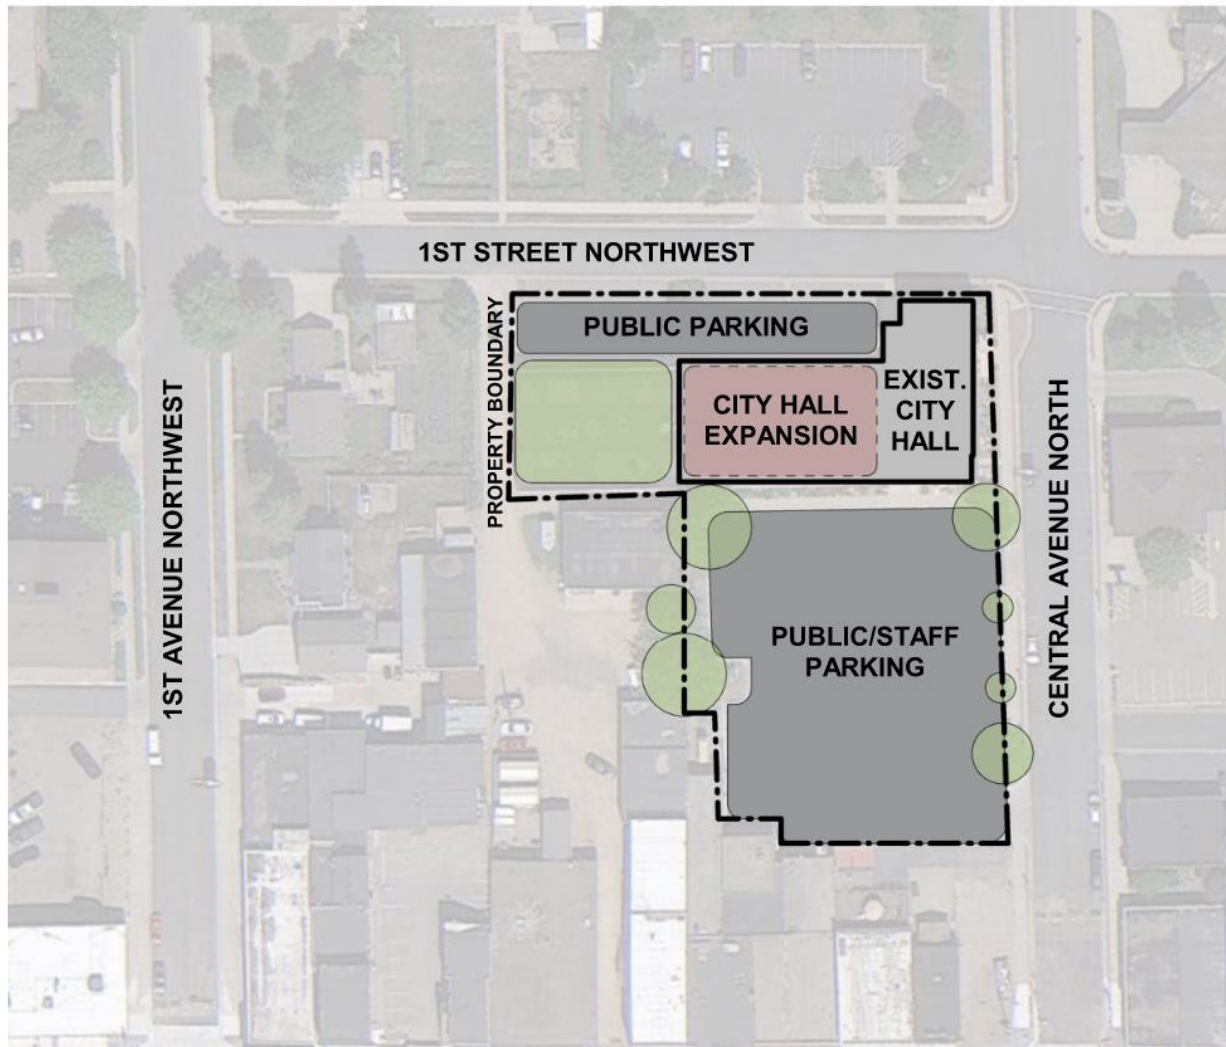 1ST STREET NORTHWEST
PROPERTY BOUNDARY
PUBLIC PARKING
CITY HALL
EXPANSION
EXIST.
CITY
HALL
1ST AVENUE NORTHWEST
CENTRAL AVENUE NORTH
PUBLIC/STAFF
PARKING